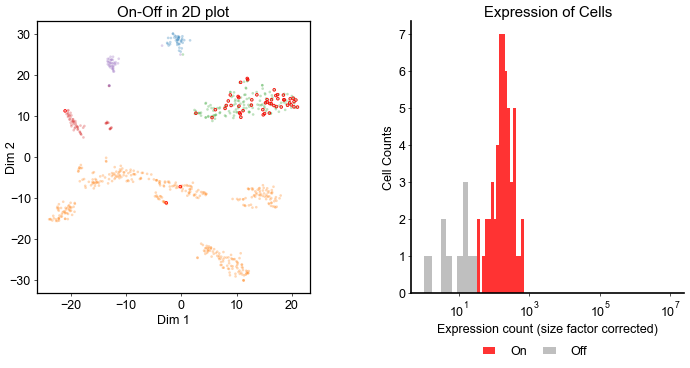 On-Off in 2D plot
Dim 2
30
20
10
0
−10
−20
−30
−20 −10 0 10 20
Dim 1
Expression of Cells
Cell Counts
7
6
5
4
3
2
1
0
10^1 10^3 10^5 10^7
Expression count (size factor corrected)
On Off